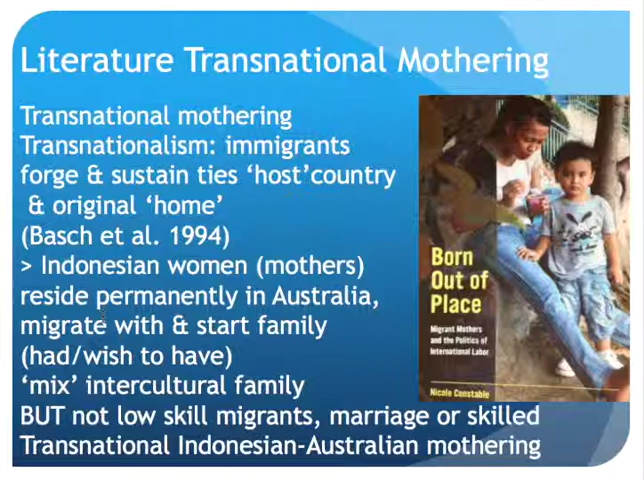 Literature Transnational Mothering
Transnational mothering
Transnationalism: immigrants
forge & sustain ties ‘host’country
& original ‘home’
(Basch et al. 1994)
> Indonesian women (mothers)
reside permanently in Australia,
migrate with & start family
(had/wish to have)
‘mix’ intercultural family
BUT not low skill migrants, marriage or skilled
Transnational Indonesian-Australian mothering
Born
Out of
Place
Migrant Mothers
and the Politics of
International Labor
Nicole Constable